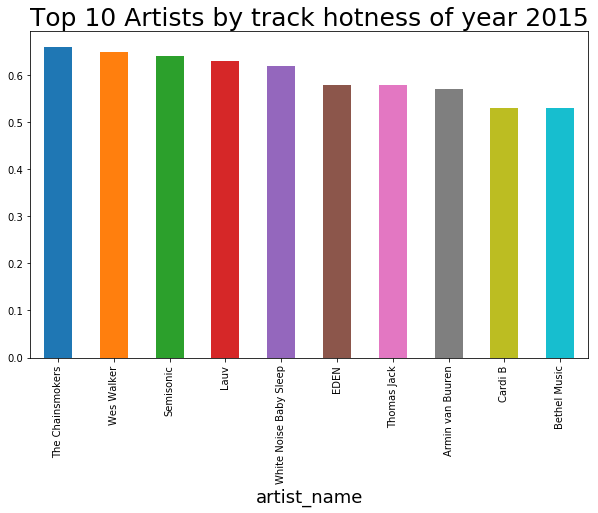 Top 10 Artists by track hotness of year 2015
0.6
0.5
0.4
0.3
0.2
0.1
0.0
The Chainsmokers
Wes Walker
Semisonic
Lauv
White Noise Baby Sleep
EDEN
Thomas Jack
Armin van Buuren
Cardi B
Bethel Music
artist_name